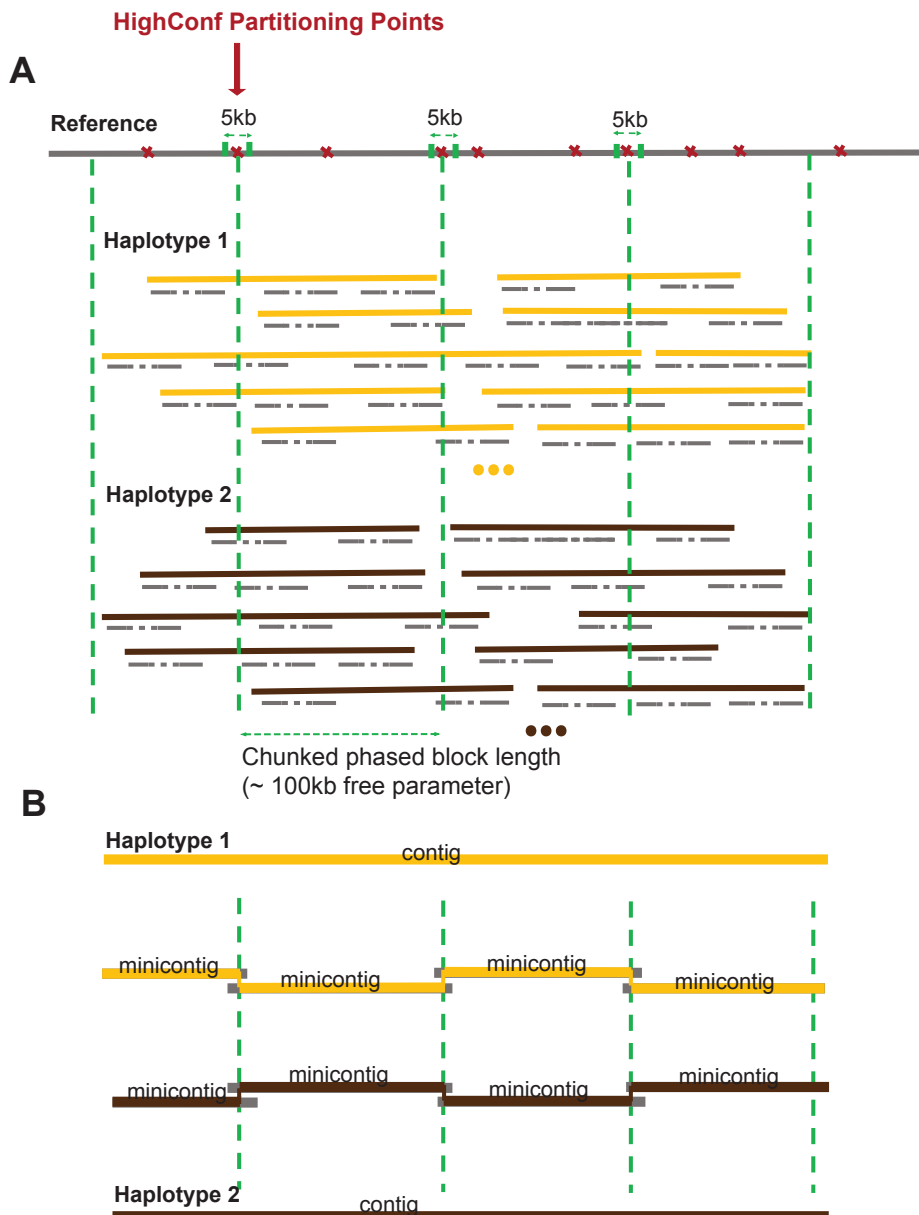 HighConf Partitioning Points
A
5kb 5kb 5kb
Reference
Haplotype 1
Haplotype 2
Chunked phased block length
(~ 100kb free parameter)
B
Haplotype 1
contig
minicontig minicontig minicontig minicontig
minicontig minicontig minicontig minicontig
Haplotype 2
contig